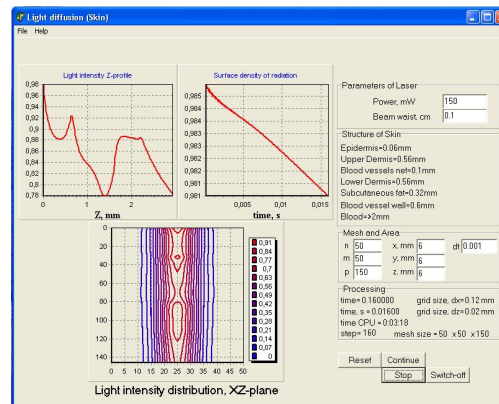 Light diffusion (Skin)
File Help
Light intensity Z-profile
0,98
0,96
0,94
0,92
0,9
0,88
0,86
0,84
0,82
0,8
0,78
0 1 2
Z, mm
Surface density of radiation
0,985
0,985
0,984
0,984
0,983
0,983
0,982
0,982
0,981
0,981
0,005 0,01 0,015
time, s
0
20
40
60
80
100
120
140
0 5 10 15 20 25 30 35 40 45 50
0,91
0,84
0,77
0,7
0,63
0,56
0,49
0,42
0,35
0,28
0,21
0,14
0,07
0
Light intensity distribution, XZ-plane
Parameters of Laser
Power, mW 150
Beam waist, cm 0.1
Structure of Skin
Epidermis=0.06mm
Upper Dermis=0.56mm
Blood vessels net=0.1mm
Lower Dermis=0.56mm
Subcutaneous fat=0.32mm
Blood vessel wall=0.6mm
Blood=>2mm
Mesh and Area
n 50 x, mm 6 dt 0.001
m 50 y, mm 6
p 150 z, mm 6
Processing
time= 0.160000 grid size, dx=0.12 mm
time, s = 0.01600 grid size, dz=0.02 mm
time CPU = 0:03:18
step= 160 mesh size = 50 x50 x150
Reset Continue
Stop Switch-off